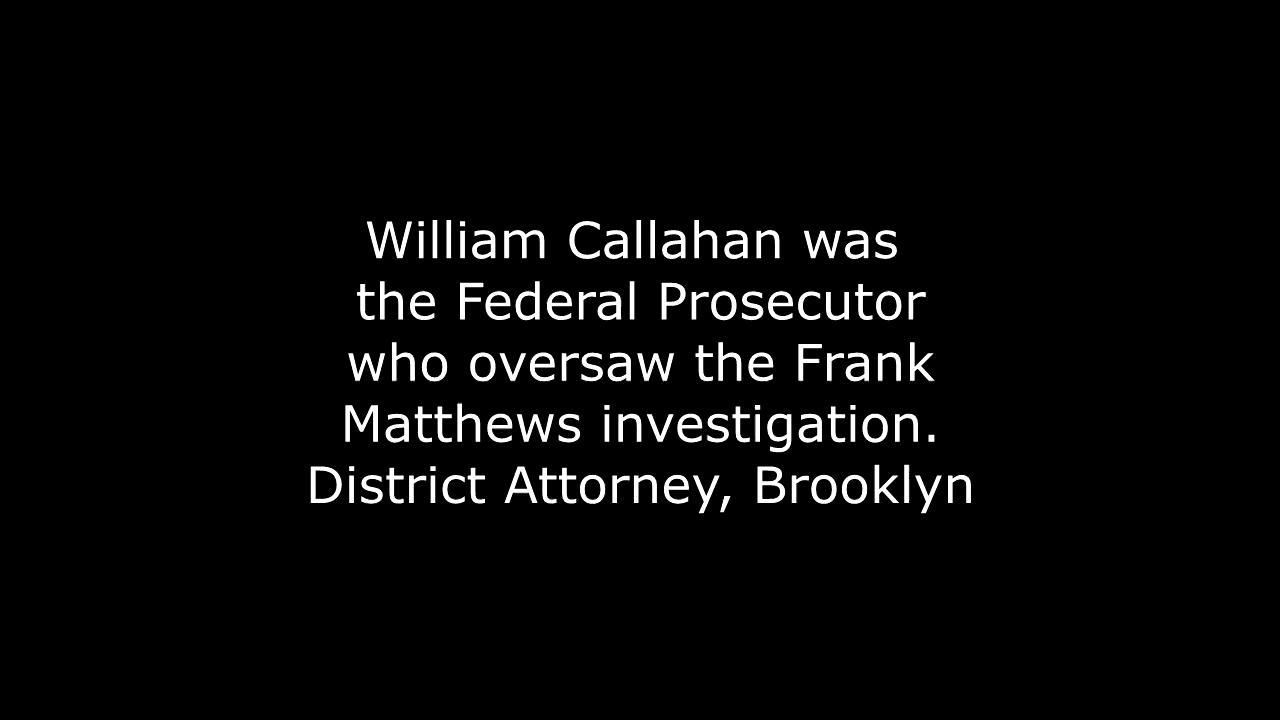 William Callahan was
the Federal Prosecutor
who oversaw the Frank
Matthews investigation.
District Attorney, Brooklyn